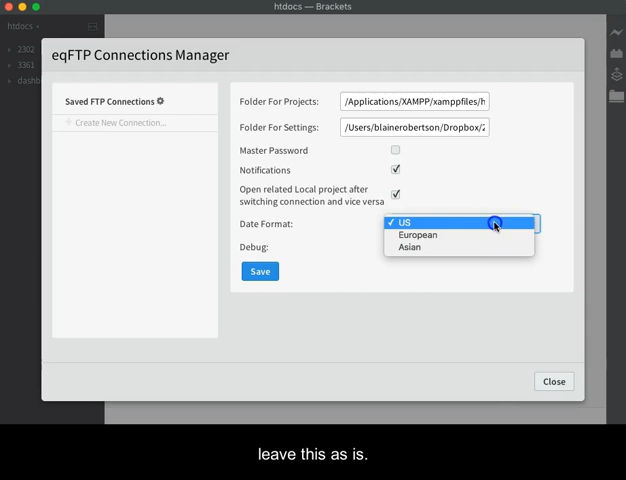 htdocs — Brackets
htdocs
2302
3361
dashb
eqFTP Connections Manager
Saved FTP Connections
+ Create New Connection...
Folder For Projects: /Applications/XAMPP/xamppfiles/h
Folder For Settings: /Users/blainerobertson/Dropbox/2
Master Password
Notifications
Open related Local project after
switching connection and vice versa
Date Format: ✓ US
European
Asian
Debug:
Save
Close
leave this as is.